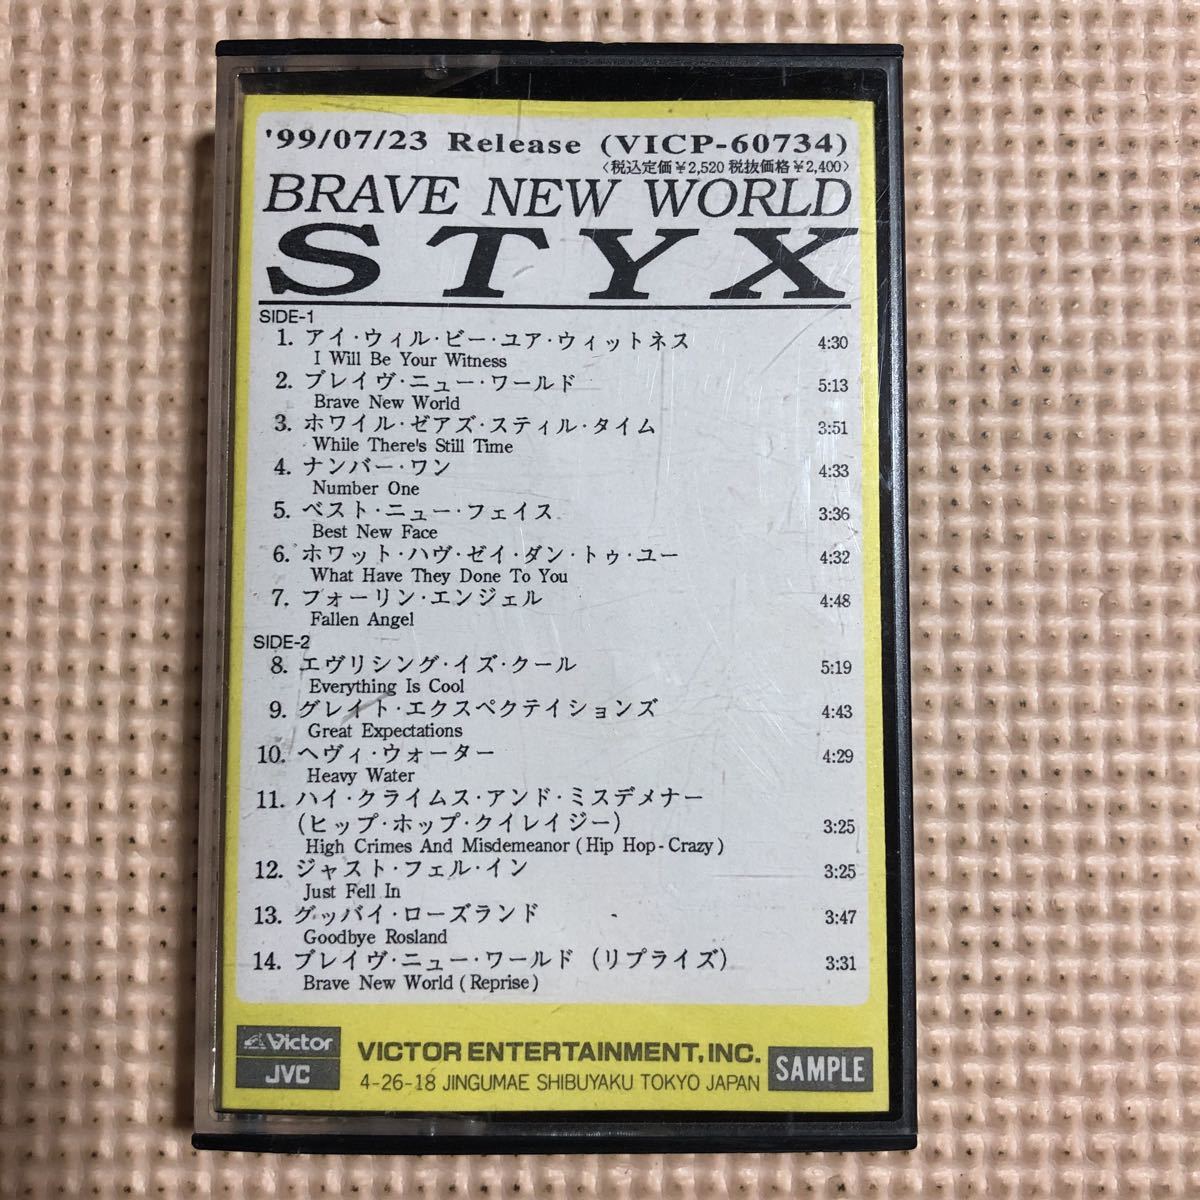 '99/07/23 Release (VICP-60734)
〈税込定価￥2,520 税抜価格￥2,400〉
BRAVE NEW WORLD
STYX
SIDE-1
1. アイ・ウィル・ビー・ユア・ウィットネス 4:30
I Will Be Your Witness
2. ブレイヴ・ニュー・ワールド 5:13
Brave New World
3. ホワイル・ゼアズ・スティル・タイム 3:51
While There's Still Time
4. ナンバー・ワン 4:33
Number One
5. ベスト・ニュー・フェイス 3:36
Best New Face
6. ホワット・ハヴ・ゼイ・ダン・トゥ・ユー 4:32
What Have They Done To You
7. フォーリン・エンジェル 4:48
Fallen Angel
SIDE-2
8. エヴリシング・イズ・クール 5:19
Everything Is Cool
9. グレイト・エクスペクテイションズ 4:43
Great Expectations
10. ヘヴィ・ウォーター 4:29
Heavy Water
11. ハイ・クライムス・アンド・ミスデメナー
(ヒップ・ホップ・クイレイジー) 3:25
High Crimes And Misdemeanor (Hip Hop-Crazy)
12. ジャスト・フェル・イン 3:25
Just Fell In
13. グッバイ・ローズランド 3:47
Goodbye Rosland
14. ブレイヴ・ニュー・ワールド (リプライズ) 3:31
Brave New World (Reprise)
Victor
JVC
VICTOR ENTERTAINMENT, INC.
4-26-18 JINGUMAE SHIBUYAKU TOKYO JAPAN
SAMPLE